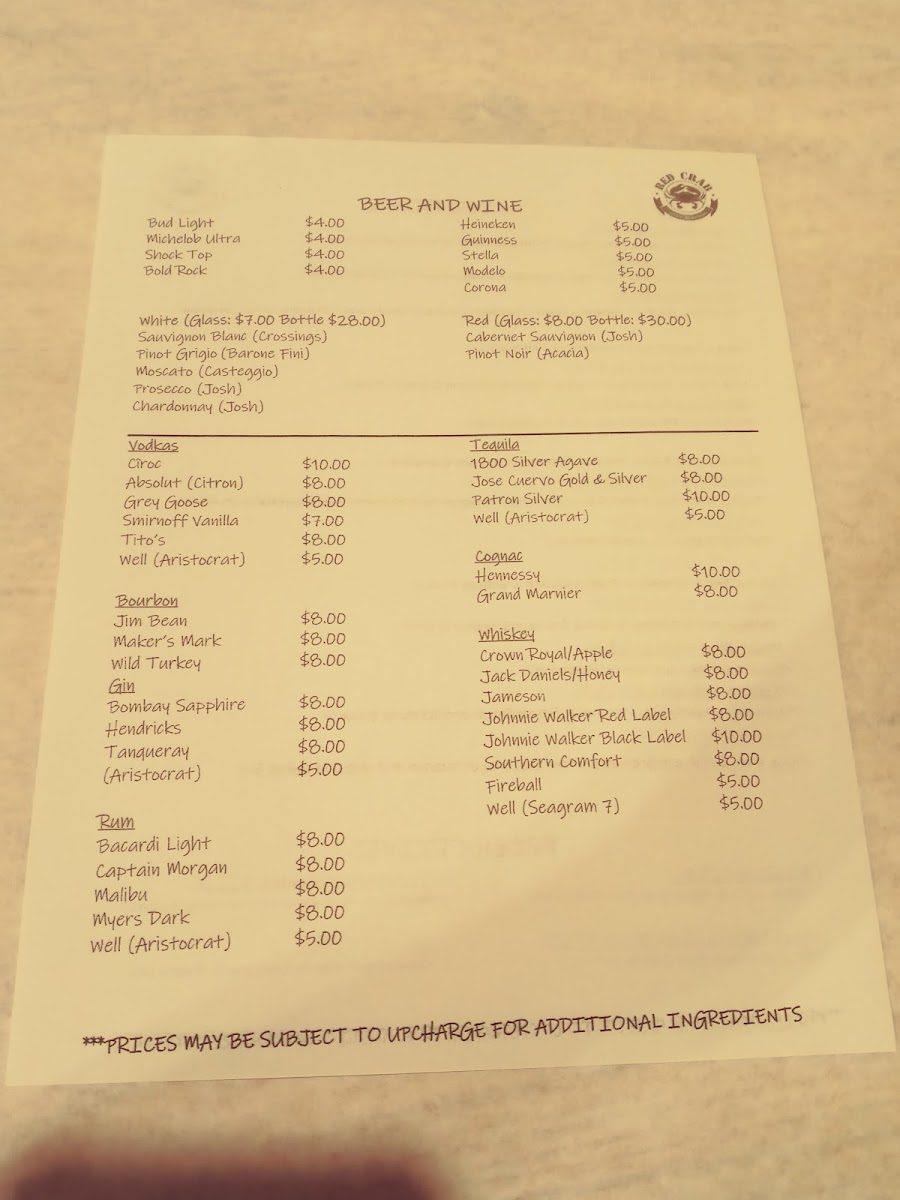 RED CRAB
BEER AND WINE
Bud Light $4.00
Michelob Ultra $4.00
Shock Top $4.00
Bold Rock $4.00
Heineken $5.00
Guinness $5.00
Stella $5.00
Modelo $5.00
Corona $5.00
White (Glass: $7.00 Bottle $28.00)
Sauvignon Blanc (Crossings)
Pinot Grigio (Barone Fini)
Moscato (Casteggio)
Prosecco (Josh)
Chardonnay (Josh)
Red (Glass: $8.00 Bottle: $30.00)
Cabernet Sauvignon (Josh)
Pinot Noir (Acacia)
Vodkas
Cîroc $10.00
Absolut (Citron) $8.00
Grey Goose $8.00
Smirnoff Vanilla $7.00
Tito's $8.00
Well (Aristocrat) $5.00
Bourbon
Jim Bean $8.00
Maker's Mark $8.00
Wild Turkey $8.00
Gin
Bombay Sapphire $8.00
Hendricks $8.00
Tanqueray $8.00
(Aristocrat) $5.00
Rum
Bacardi Light $8.00
Captain Morgan $8.00
Malibu $8.00
Myers Dark $8.00
Well (Aristocrat) $5.00
Tequila
1800 Silver Agave $8.00
Jose Cuervo Gold & Silver $8.00
Patron Silver $10.00
Well (Aristocrat) $5.00
Cognac
Hennessy $10.00
Grand Marnier $8.00
Whiskey
Crown Royal/Apple $8.00
Jack Daniels/Honey $8.00
Jameson $8.00
Johnnie Walker Red Label $8.00
Johnnie Walker Black Label $10.00
Southern Comfort $8.00
Fireball $5.00
Well (Seagram 7) $5.00
***PRICES MAY BE SUBJECT TO UPCHARGE FOR ADDITIONAL INGREDIENTS